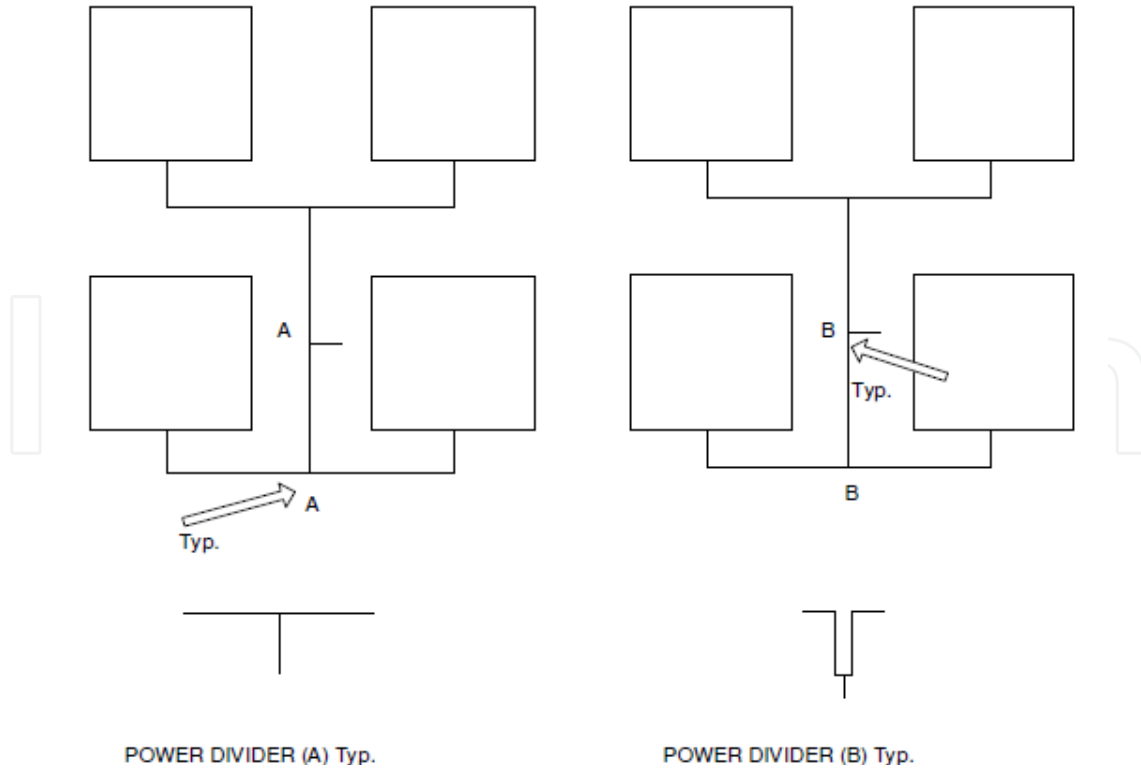 A
B
Typ.
A
B
Typ.
POWER DIVIDER (A) Typ.
POWER DIVIDER (B) Typ.